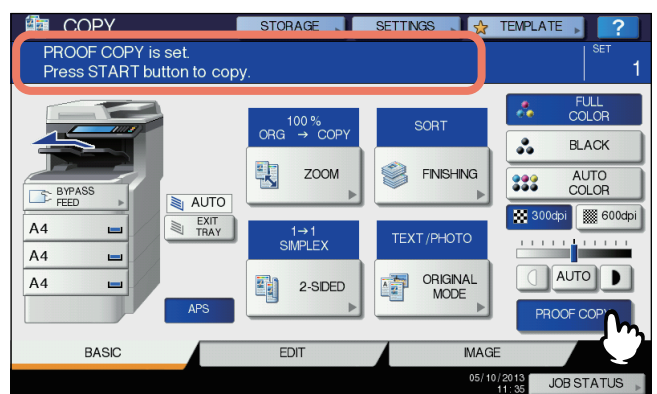 COPY
STORAGE
SETTINGS
TEMPLATE
?
PROOF COPY is set.
Press START button to copy.
SET
1
100 %
ORG → COPY
ZOOM
SORT
FINISHING
FULL
COLOR
BLACK
AUTO
COLOR
BYPASS
FEED
AUTO
EXIT
TRAY
A4
A4
A4
APS
1→1
SIMPLEX
2-SIDED
TEXT/PHOTO
ORIGINAL
MODE
300dpi
600dpi
AUTO
PROOF COPY
BASIC
EDIT
IMAGE
05/10/2013
11:35
JOB STATUS